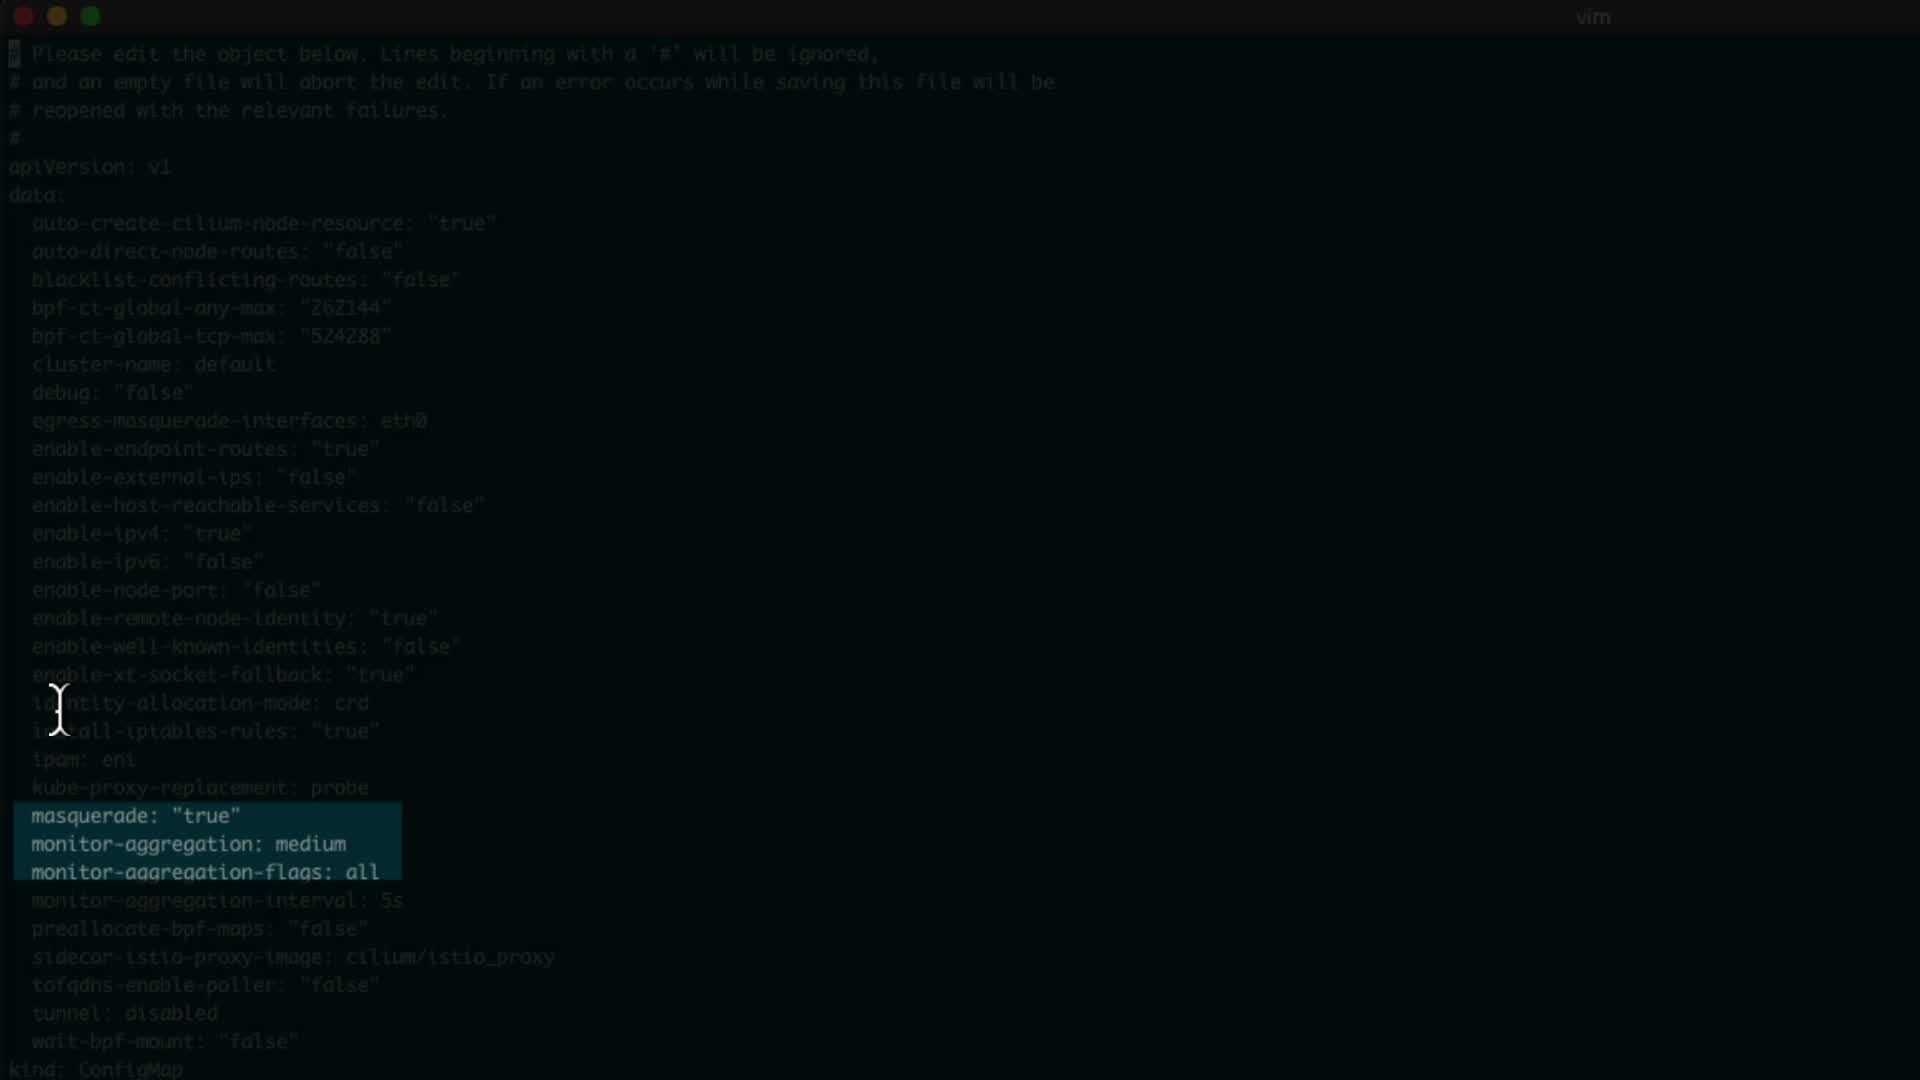 vim
# Please edit the object below. Lines beginning with a '#' will be ignored,
# and an empty file will abort the edit. If an error occurs while saving this file will be
# reopened with the relevant failures.
#
apiVersion: v1
data:
  auto-create-cilium-node-resource: "true"
  auto-direct-node-routes: "false"
  blacklist-conflicting-routes: "false"
  bpf-ct-global-any-max: "262144"
  bpf-ct-global-tcp-max: "524288"
  cluster-name: default
  debug: "false"
  egress-masquerade-interfaces: eth0
  enable-endpoint-routes: "true"
  enable-external-ips: "false"
  enable-host-reachable-services: "false"
  enable-ipv4: "true"
  enable-ipv6: "false"
  enable-node-port: "false"
  enable-remote-node-identity: "true"
  enable-well-known-identities: "false"
  enable-xt-socket-fallback: "true"
  identity-allocation-mode: crd
  install-iptables-rules: "true"
  ipam: eni
  kube-proxy-replacement: probe
  masquerade: "true"
  monitor-aggregation: medium
  monitor-aggregation-flags: all
  monitor-aggregation-interval: 5s
  preallocate-bpf-maps: "false"
  sidecar-istio-proxy-image: cilium/istio_proxy
  tofqdns-enable-poller: "false"
  tunnel: disabled
  wait-bpf-mount: "false"
kind: ConfigMap